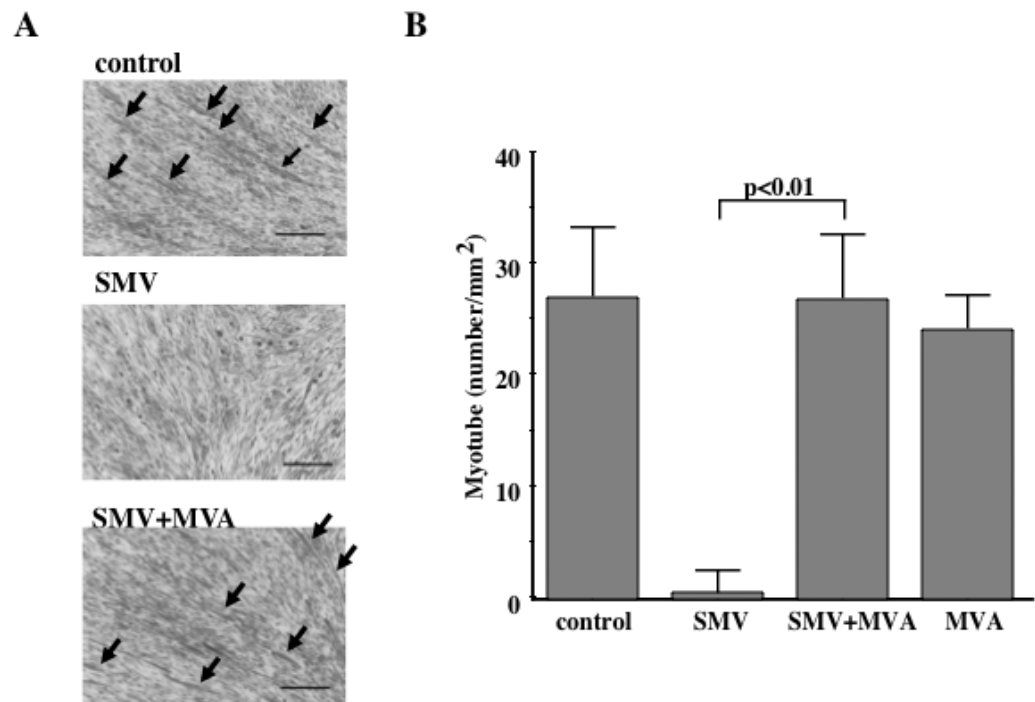 A
control
SMV
SMV+MVA
B
Myotube (number/mm²)
40
30
20
10
0
p<0.01
control SMV SMV+MVA MVA